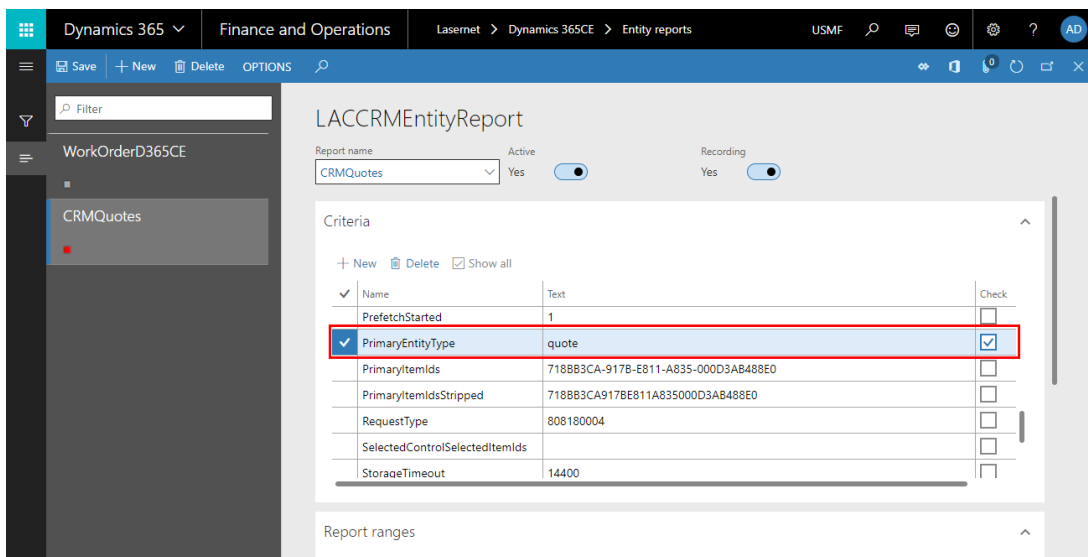 Dynamics 365 Finance and Operations Lasernet > Dynamics 365CE > Entity reports USMF ? AD
Save + New Delete OPTIONS 0
Filter
WorkOrderD365CE
CRMQuotes
LACCRMEntityReport
Report name Active Recording
CRMQuotes Yes Yes
Criteria
+ New Delete Show all
Name Text Check
PrefetchStarted 1
PrimaryEntityType quote
PrimaryItemIds 718BB3CA-917B-E811-A835-000D3AB488E0
PrimaryItemIdsStripped 718BB3CA917BE811A835000D3AB488E0
RequestType 808180004
SelectedControlSelectedItemIds
StorageTimeout 14400
Report ranges